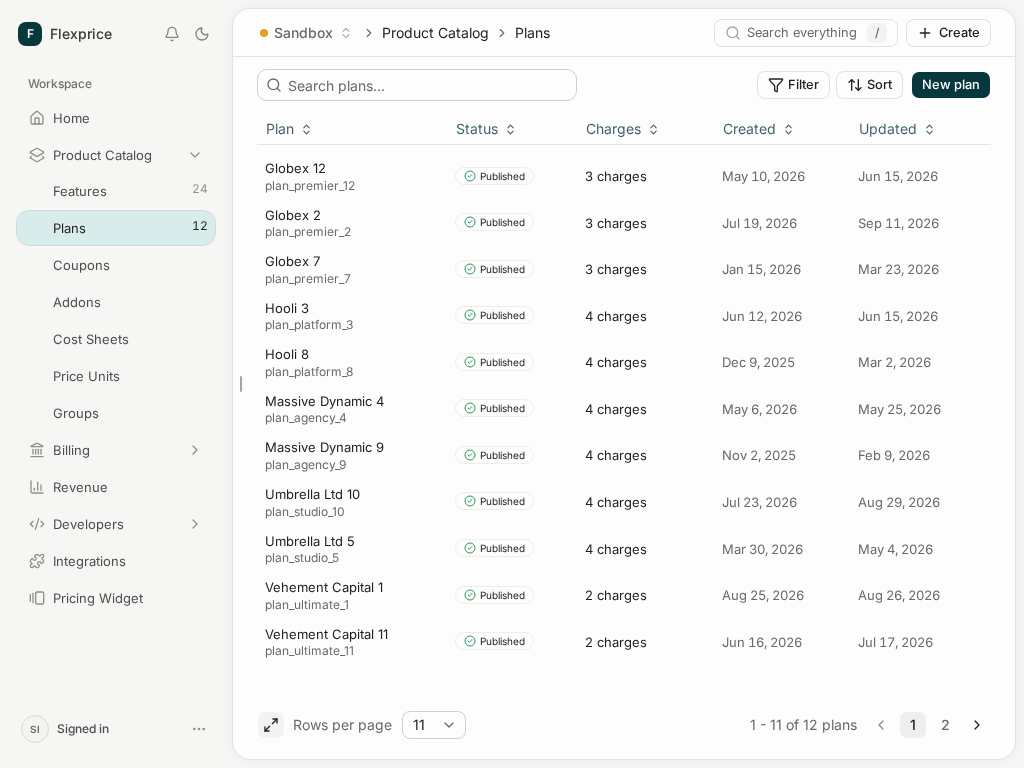 F Flexprice
Workspace
Home
Product Catalog
Features 24
Plans 12
Coupons
Addons
Cost Sheets
Price Units
Groups
Billing
Revenue
Developers
Integrations
Pricing Widget
SI Signed in
Sandbox Product Catalog Plans
Search everything / Create
Search plans...
Filter Sort New plan
Plan Status Charges Created Updated
Globex 12
plan_premier_12
Published 3 charges May 10, 2026 Jun 15, 2026
Globex 2
plan_premier_2
Published 3 charges Jul 19, 2026 Sep 11, 2026
Globex 7
plan_premier_7
Published 3 charges Jan 15, 2026 Mar 23, 2026
Hooli 3
plan_platform_3
Published 4 charges Jun 12, 2026 Jun 15, 2026
Hooli 8
plan_platform_8
Published 4 charges Dec 9, 2025 Mar 2, 2026
Massive Dynamic 4
plan_agency_4
Published 4 charges May 6, 2026 May 25, 2026
Massive Dynamic 9
plan_agency_9
Published 4 charges Nov 2, 2025 Feb 9, 2026
Umbrella Ltd 10
plan_studio_10
Published 4 charges Jul 23, 2026 Aug 29, 2026
Umbrella Ltd 5
plan_studio_5
Published 4 charges Mar 30, 2026 May 4, 2026
Vehement Capital 1
plan_ultimate_1
Published 2 charges Aug 25, 2026 Aug 26, 2026
Vehement Capital 11
plan_ultimate_11
Published 2 charges Jun 16, 2026 Jul 17, 2026
Rows per page 11
1 - 11 of 12 plans 1 2